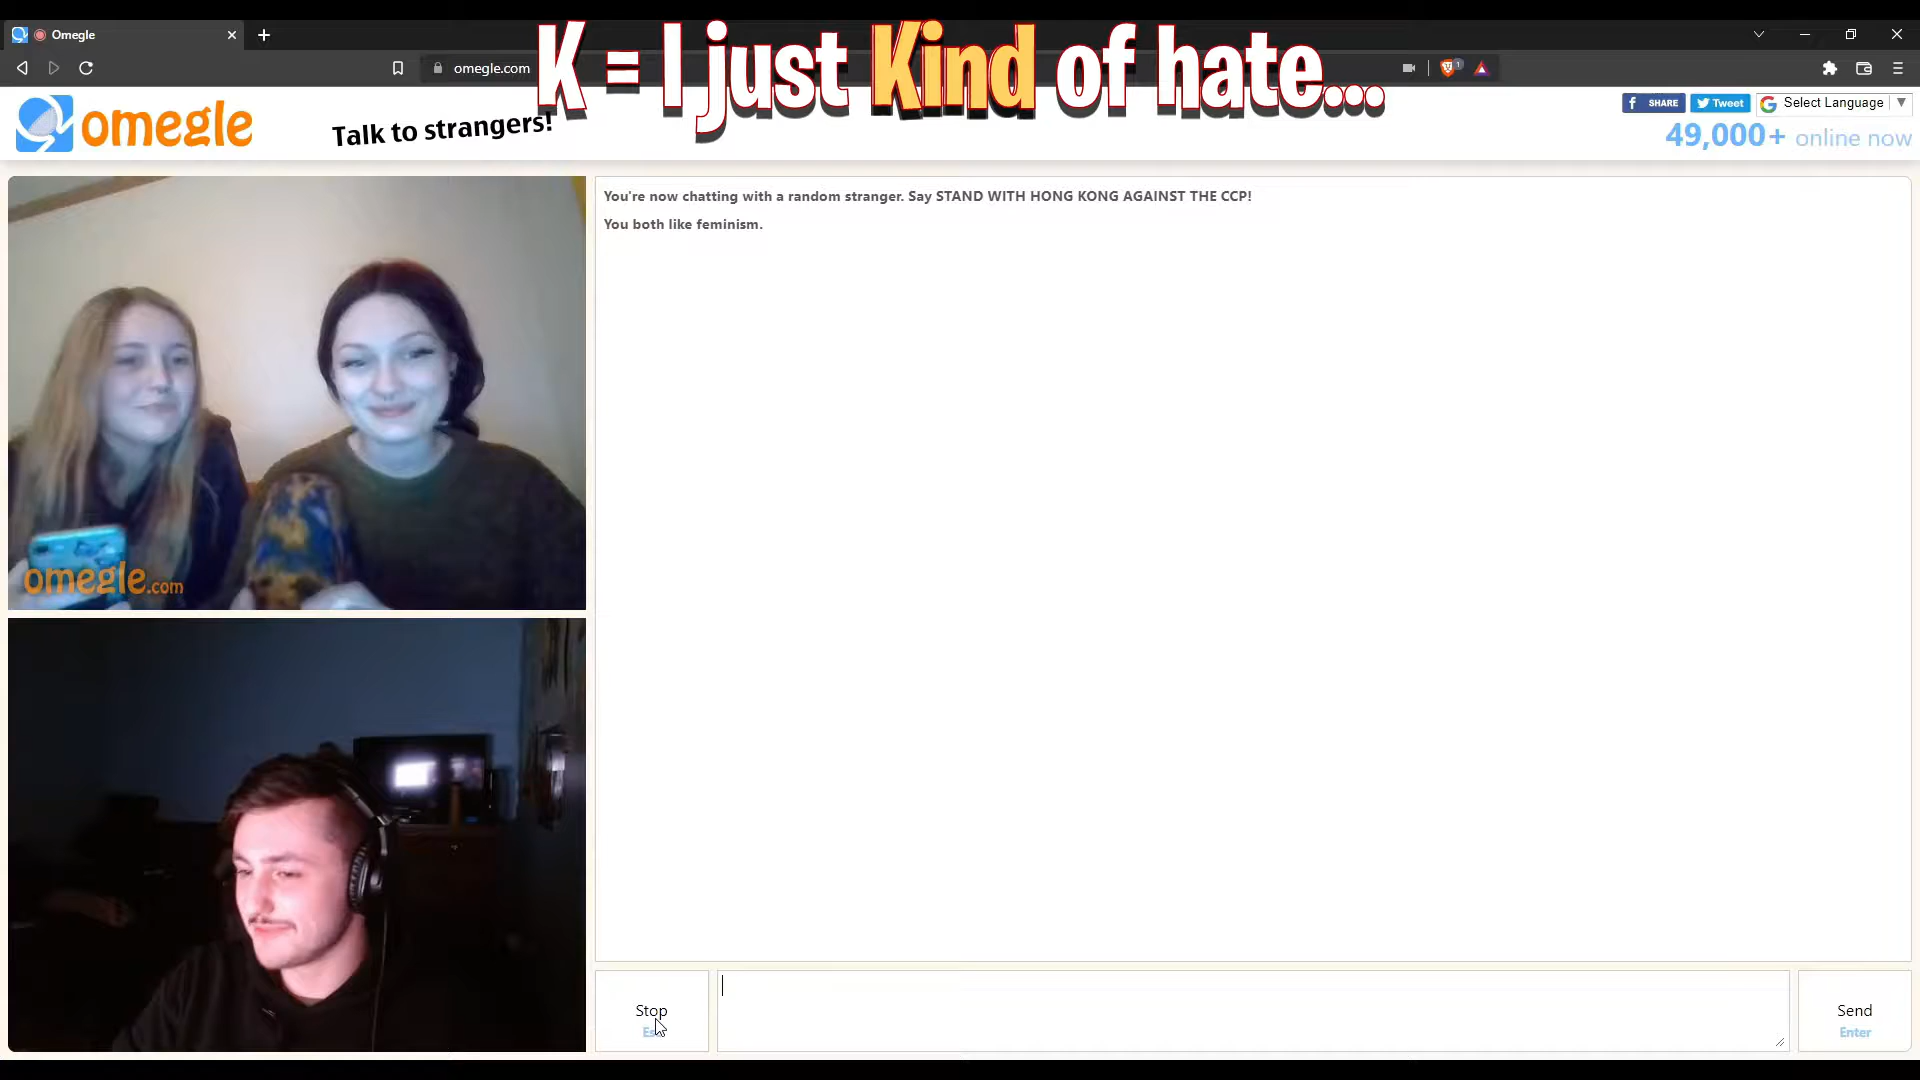 Omegle
K = I just Kind of hate...
omegle.com
omegle
Talk to strangers!
SHARE
Tweet
Select Language
49,000+ online now
You're now chatting with a random stranger. Say STAND WITH HONG KONG AGAINST THE CCP!
You both like feminism.
omegle.com
Stop
Send
Enter